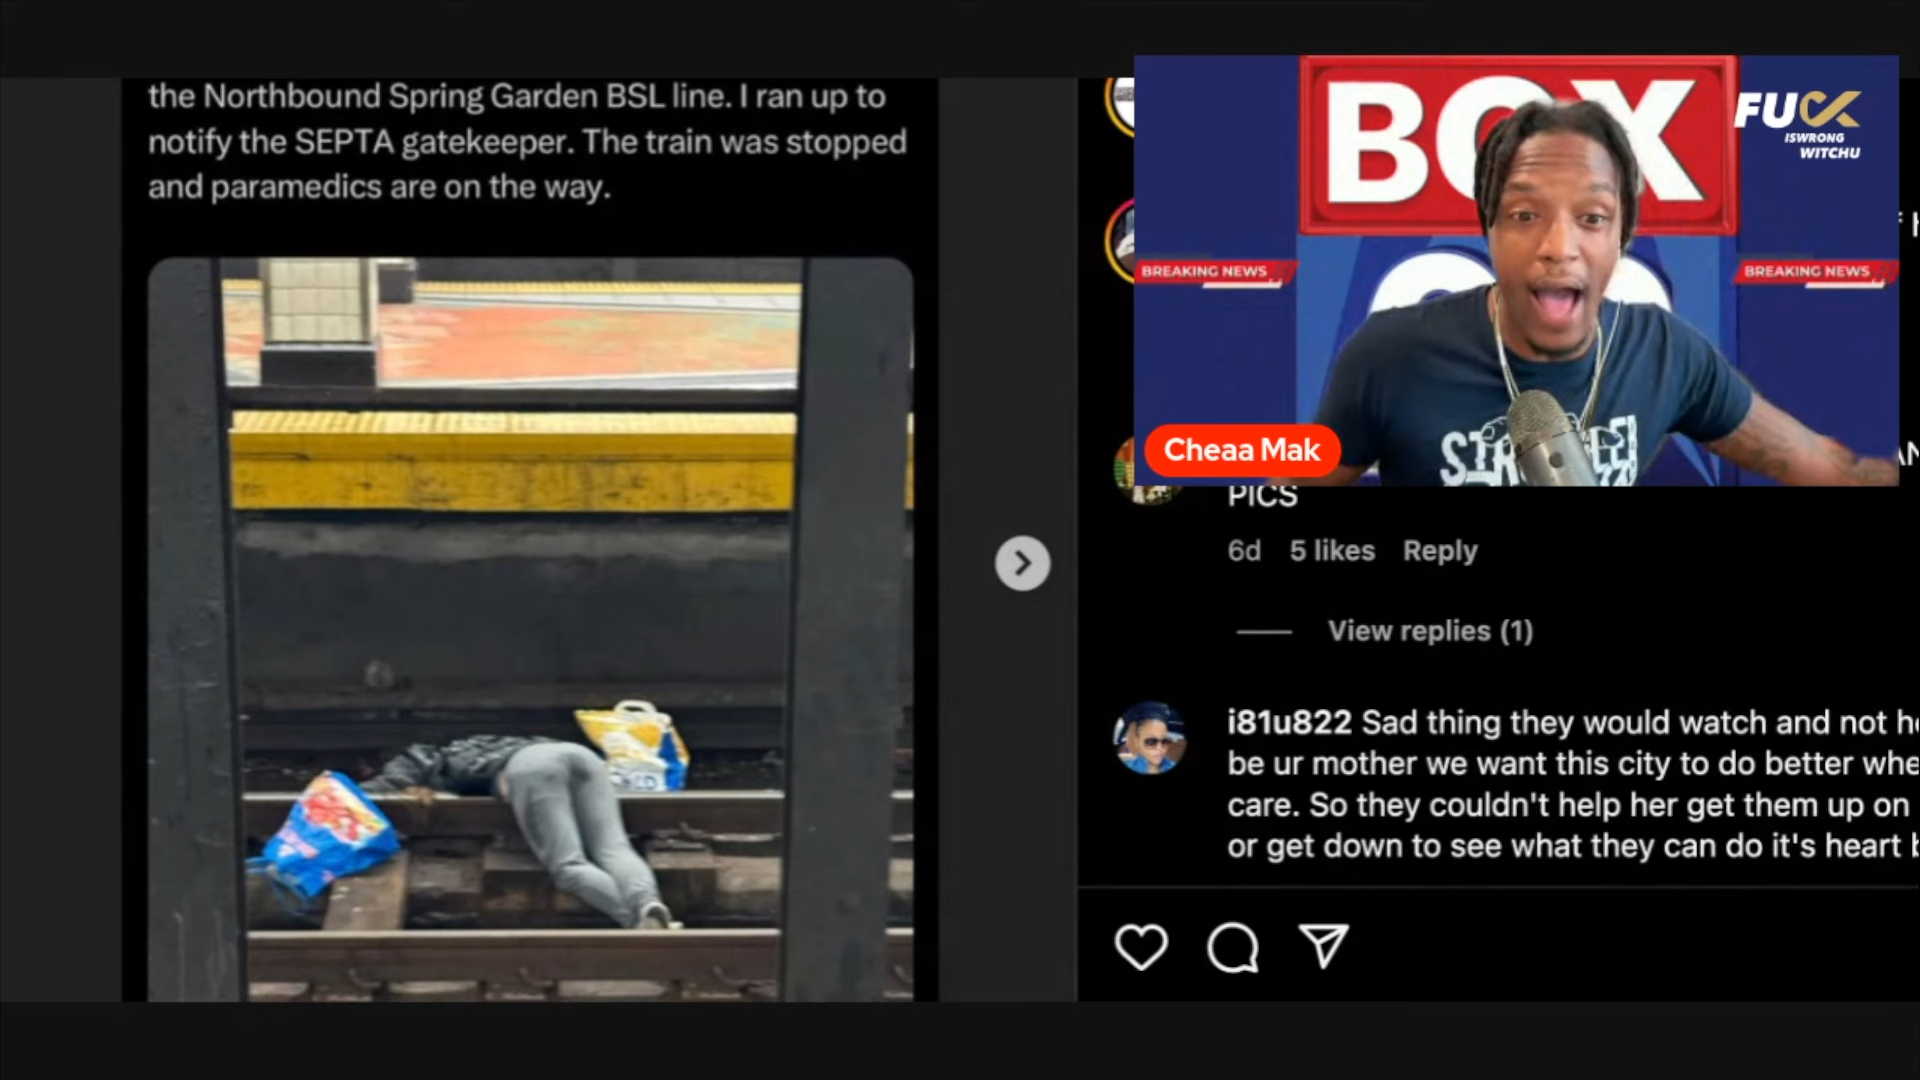 the Northbound Spring Garden BSL line. I ran up to
notify the SEPTA gatekeeper. The train was stopped
and paramedics are on the way.
BOX
FUCK
ISWRONG
WITCHU
BREAKING NEWS
BREAKING NEWS
Cheaa Mak
PICS
6d 5 likes Reply
View replies (1)
i81u822 Sad thing they would watch and not
be ur mother we want this city to do better
care. So they couldn't help her get them up on
or get down to see what they can do it's heart